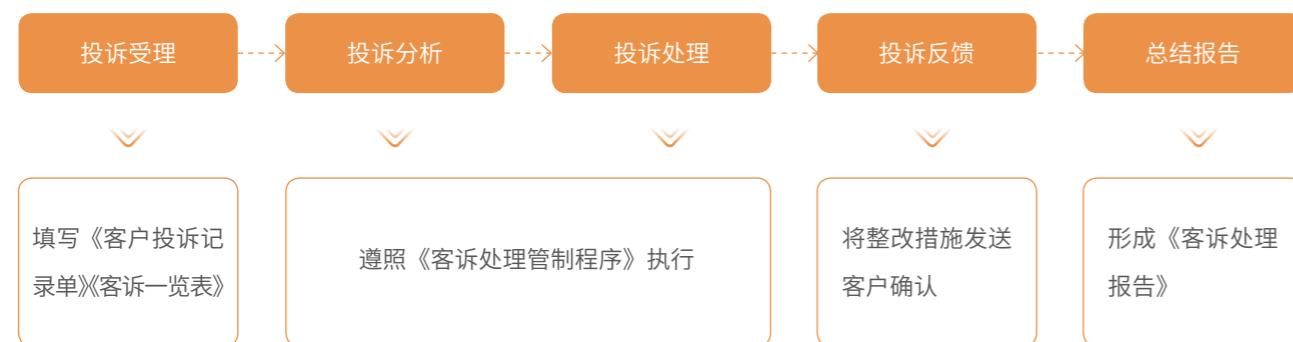 投诉受理
投诉分析
投诉处理
投诉反馈
总结报告
填写《客户投诉记
录单》《客诉一览表》
遵照《客诉处理管制程序》执行
将整改措施发送
客户确认
形成《客诉处理
报告》